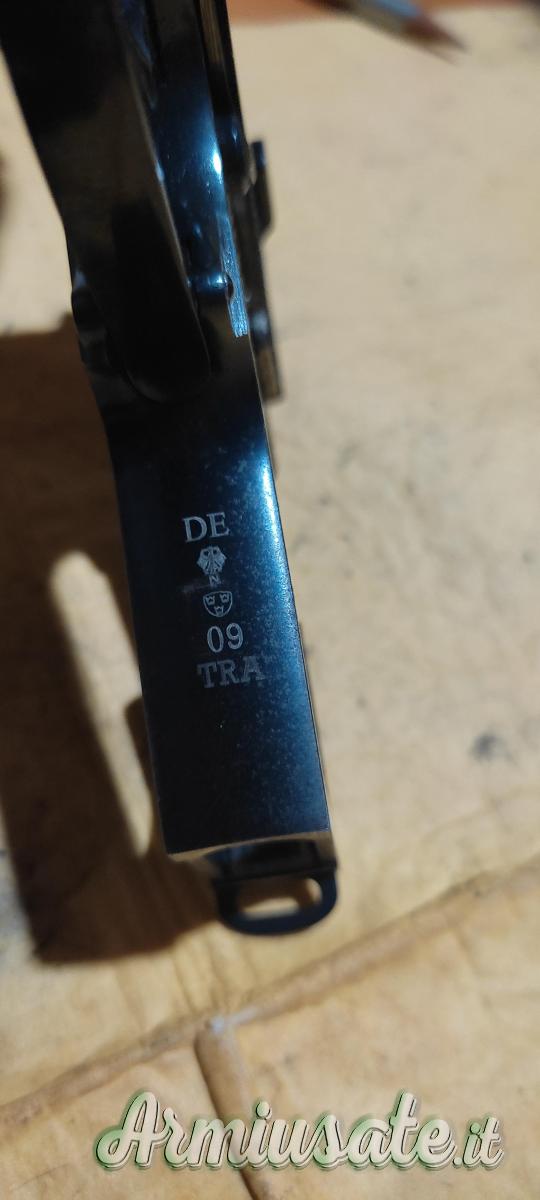 DE
N
09
TRA
Armiusate.it